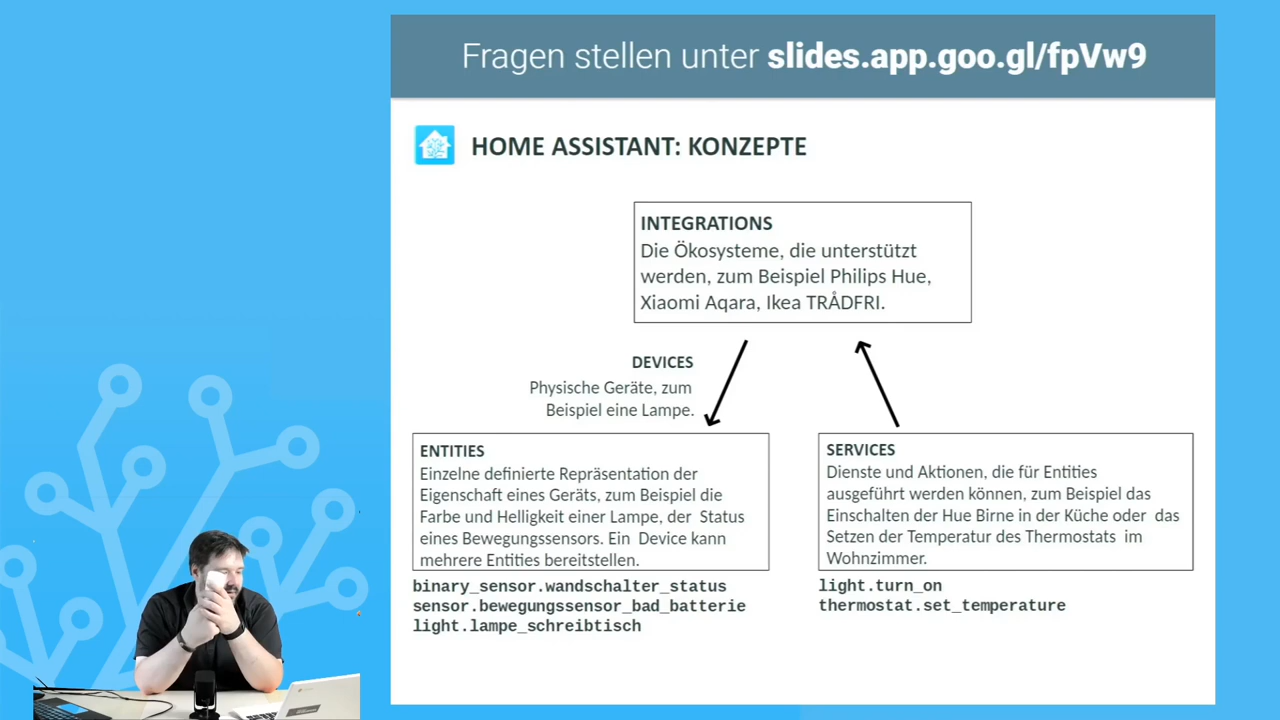 Fragen stellen unter slides.app.goo.gl/fpVw9
HOME ASSISTANT: KONZEPTE
INTEGRATIONS
Die Ökosysteme, die unterstützt
werden, zum Beispiel Philips Hue,
Xiaomi Aqara, Ikea TRÅDFRI.
DEVICES
Physische Geräte, zum
Beispiel eine Lampe.
ENTITIES
Einzelne definierte Repräsentation der
Eigenschaft eines Geräts, zum Beispiel die
Farbe und Helligkeit einer Lampe, der Status
eines Bewegungssensors. Ein Device kann
mehrere Entities bereitstellen.
binary_sensor.wandschalter_status
sensor.bewegungssensor_bad_batterie
light.lampe_schreibtisch
SERVICES
Dienste und Aktionen, die für Entities
ausgeführt werden können, zum Beispiel das
Einschalten der Hue Birne in der Küche oder das
Setzen der Temperatur des Thermostats im
Wohnzimmer.
light.turn_on
thermostat.set_temperature